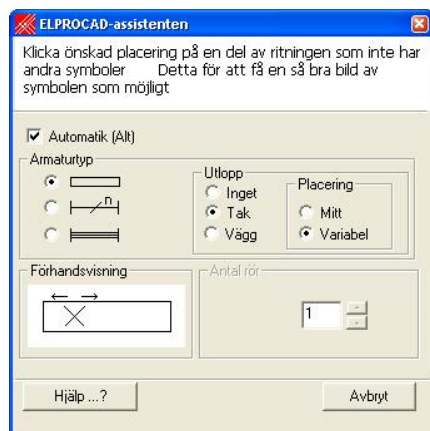 ELPROCAD-assistenten
Klicka önskad placering på en del av ritningen som inte har
andra symboler Detta för att få en så bra bild av
symbolen som möjligt
Automatik (Alt)
Armaturtyp
n
Utlopp
Inget
Tak
Vägg
Placering
Mitt
Variabel
Förhandsvisning
Antal rör
1
Hjälp ...?
Avbryt